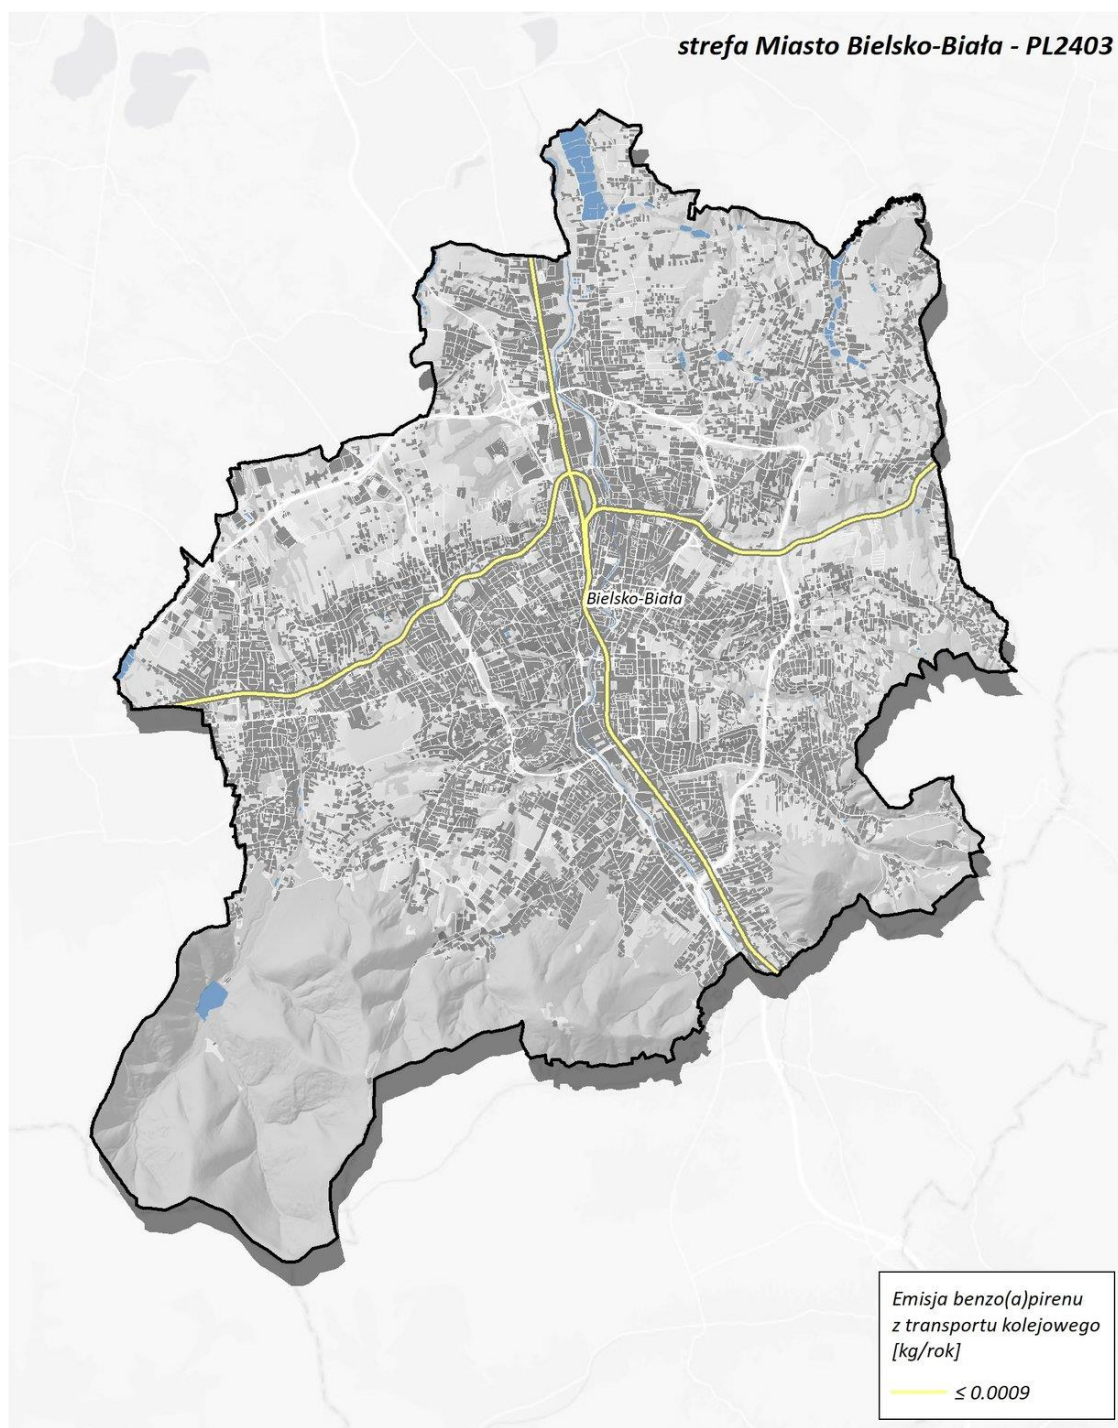 strefa Miasto Bielsko-Biała - PL2403
Bielsko-Biała
Emisja benzo(a)pirenu
z transportu kolejowego
[kg/rok]
≤ 0.0009